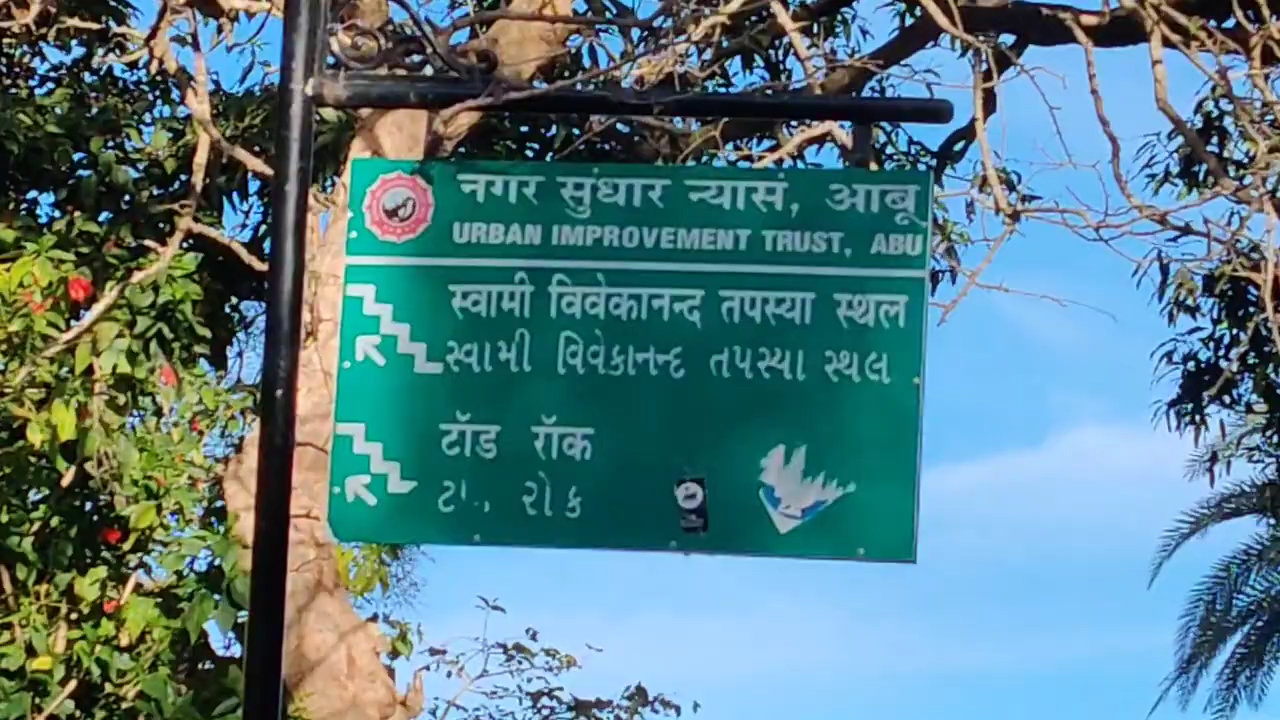 नगर सुधार न्यास, आबू
URBAN IMPROVEMENT TRUST, ABU
स्वामी विवेकानन्द तपस्या स्थल
સ્વામી વિવેકાનન્દ તપસ્યા સ્થલ
टॉड रॉक
રોક